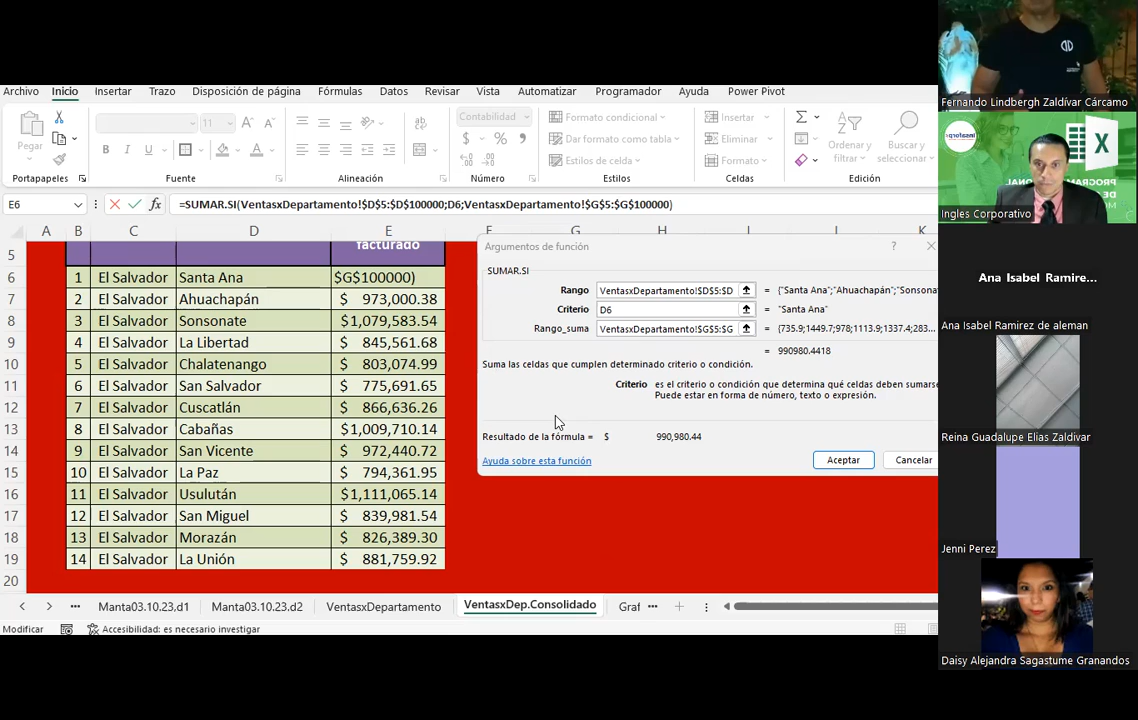 Archivo Inicio Insertar Trazo Disposición de página Fórmulas Datos Revisar Vista Automatizar Programador Ayuda Power Pivot
Pegar
Portapapeles
11
N K S
Fuente
Alineación
Contabilidad
$ % 000
Número
Formato condicional
Dar formato como tabla
Estilos de celda
Estilos
Insertar
Eliminar
Formato
Celdas
Ordenar y filtrar
Buscar y seleccionar
Edición
E6 fx =SUMAR.SI(VentasxDepartamento!$D$5:$D$100000;D6;VentasxDepartamento!$G$5:$G$100000)
A B C D E F G H I J K
5 facturado
6 1 El Salvador Santa Ana $G$100000)
7 2 El Salvador Ahuachapán $ 973,000.38
8 3 El Salvador Sonsonate $1,079,583.54
9 4 El Salvador La Libertad $ 845,561.68
10 5 El Salvador Chalatenango $ 803,074.99
11 6 El Salvador San Salvador $ 775,691.65
12 7 El Salvador Cuscatlán $ 866,636.26
13 8 El Salvador Cabañas $1,009,710.14
14 9 El Salvador San Vicente $ 972,440.72
15 10 El Salvador La Paz $ 794,361.95
16 11 El Salvador Usulután $1,111,065.14
17 12 El Salvador San Miguel $ 839,981.54
18 13 El Salvador Morazán $ 826,389.30
19 14 El Salvador La Unión $ 881,759.92
20
Argumentos de función ?
SUMAR.SI
Rango VentasxDepartamento!$D$5:$D = {"Santa Ana";"Ahuachapán";"Sonsonat
Criterio D6 = "Santa Ana"
Rango_suma VentasxDepartamento!$G$5:$G = {735.9;1449.7;978;1113.9;1337.4;283...
= 990980.4418
Suma las celdas que cumplen determinado criterio o condición.
Criterio es el criterio o condición que determina qué celdas deben sumarse
Puede estar en forma de número, texto o expresión.
Resultado de la fórmula = $ 990,980.44
Ayuda sobre esta función
Aceptar Cancelar
... Manta03.10.23,d1 Manta03.10.23,d2 VentasxDepartamento VentasxDep.Consolidado Graf ...
Modificar Accesibilidad: es necesario investigar
Fernando Lindbergh Zaldívar Cárcamo
Ingles Corporativo
Ana Isabel Ramire...
Ana Isabel Ramirez de aleman
Reina Guadalupe Elias Zaldivar
Jenni Perez
Daisy Alejandra Sagastume Granandos